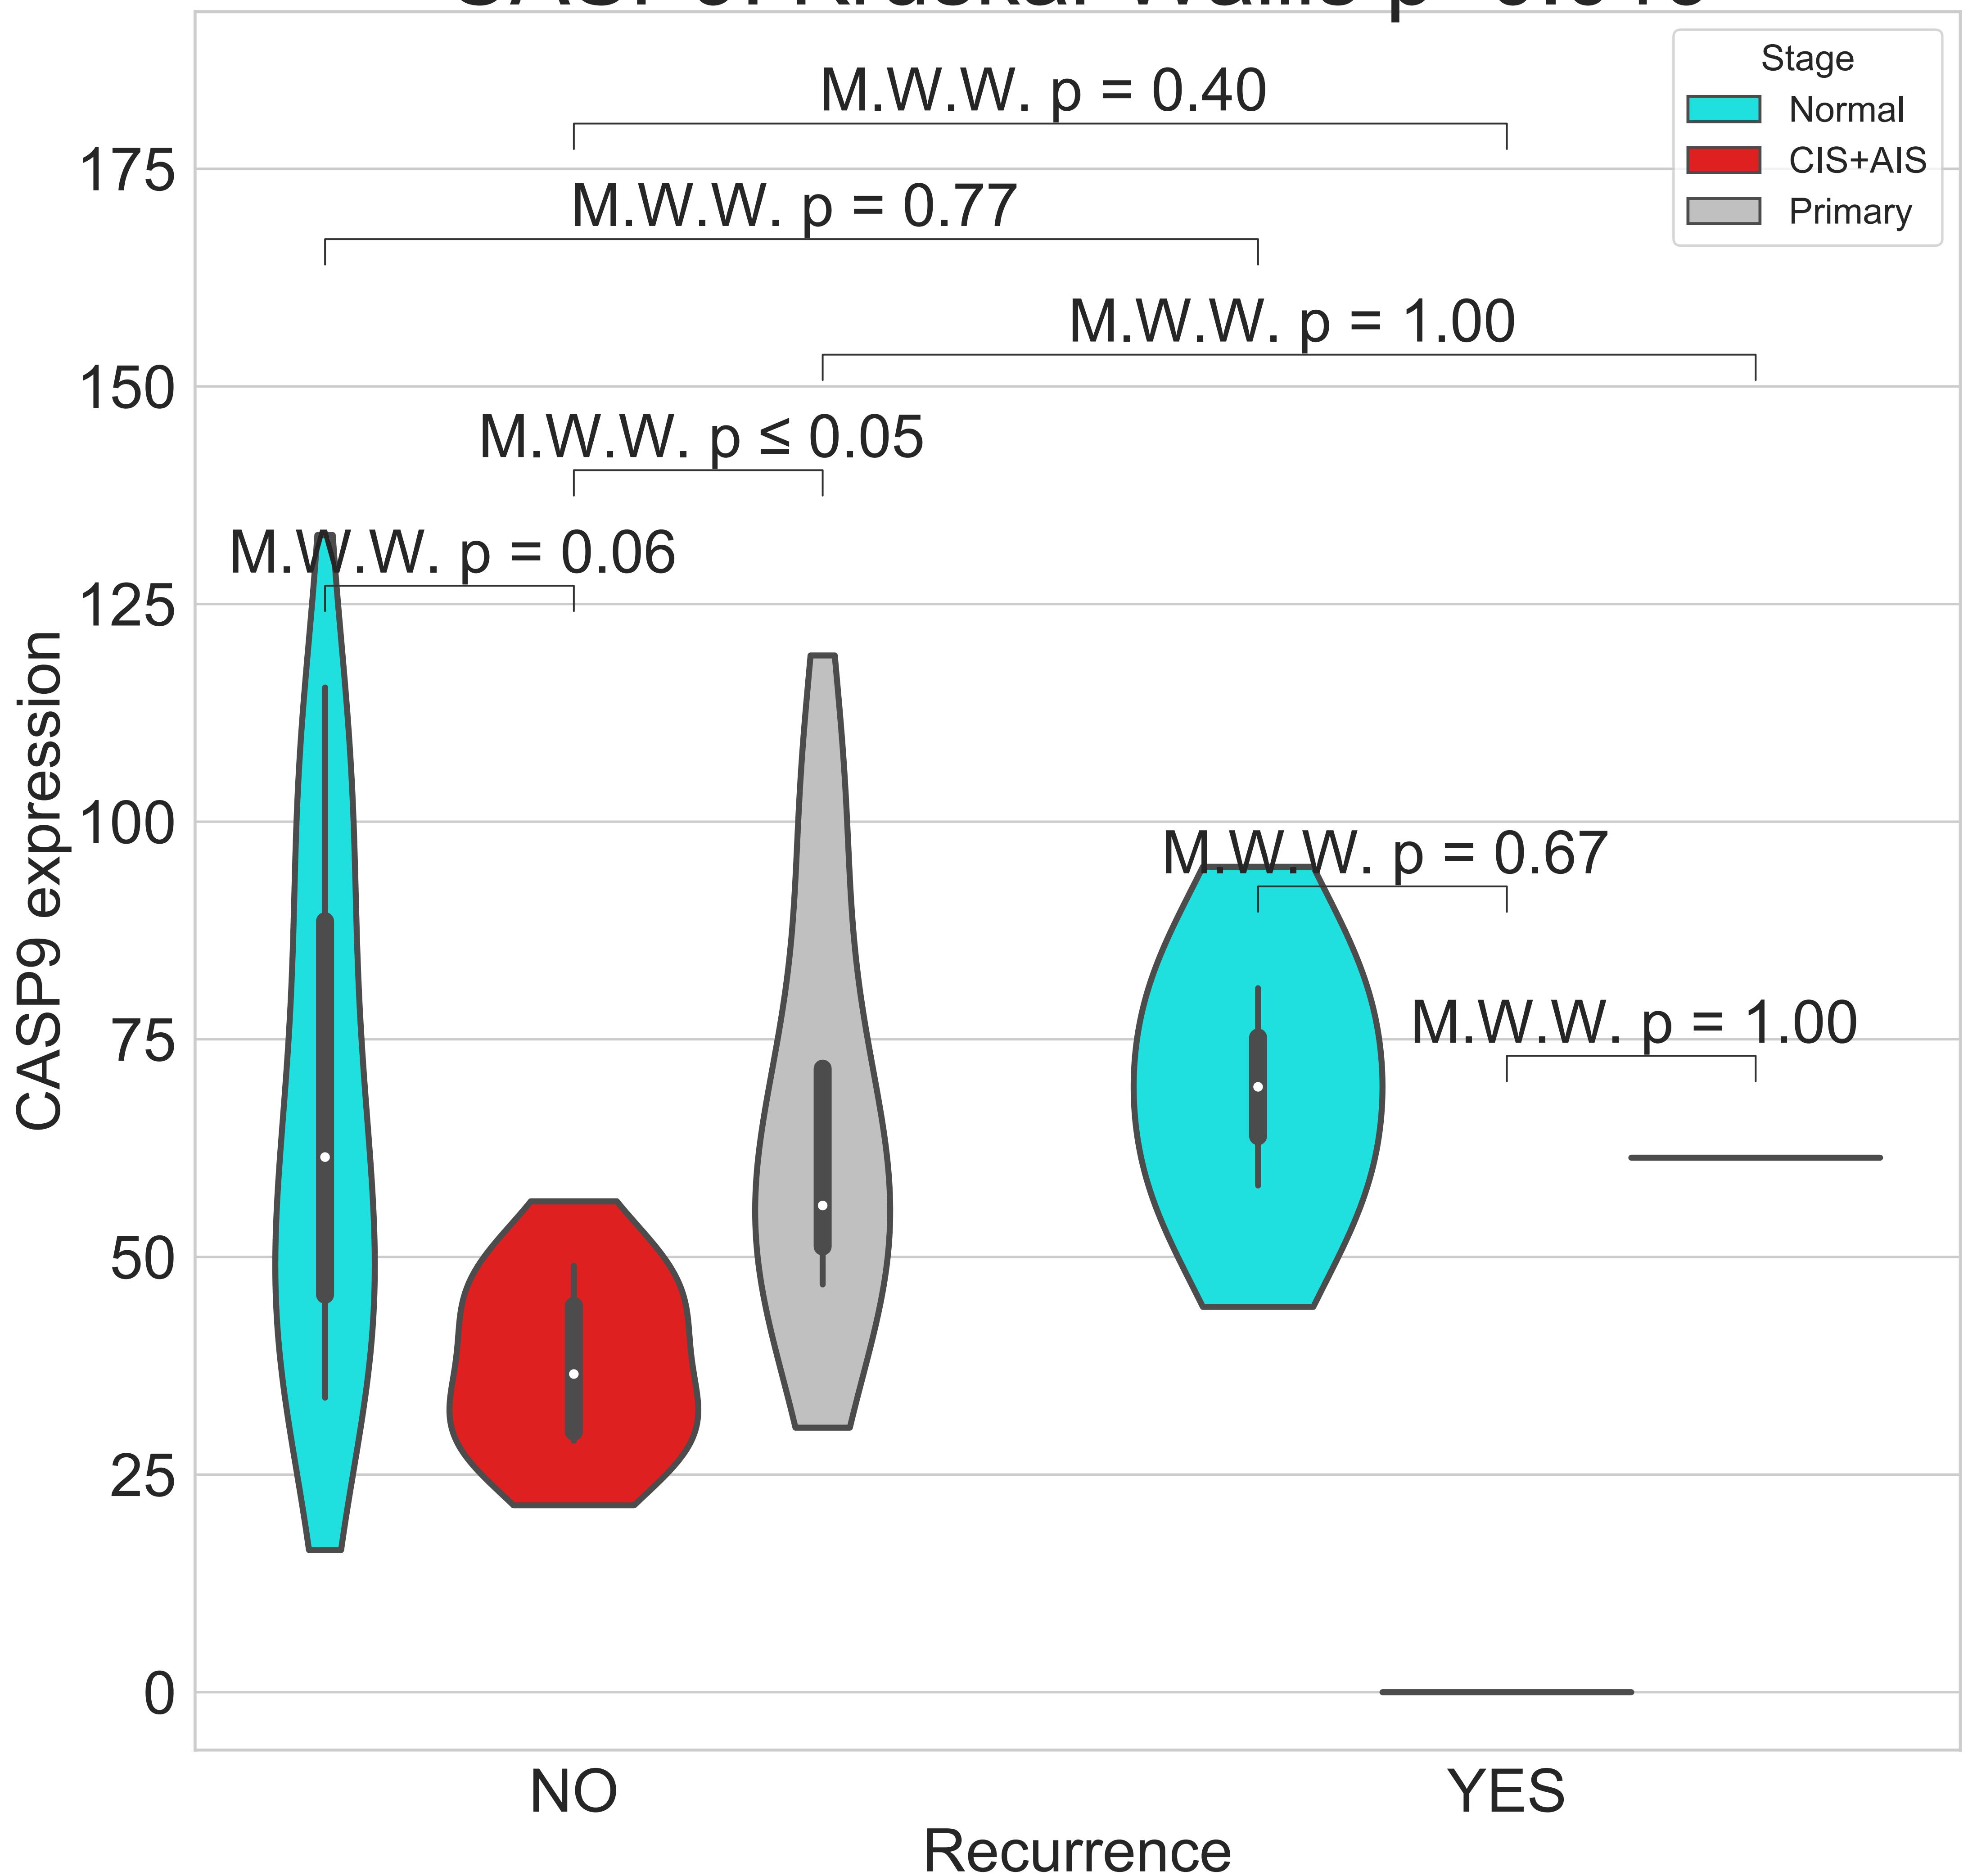 Stage
Normal
CIS+AIS
Primary
M.W.W. p = 0.40
M.W.W. p = 0.77
M.W.W. p = 1.00
M.W.W. p ≤ 0.05
M.W.W. p = 0.06
M.W.W. p = 0.67
M.W.W. p = 1.00
175
150
125
100
75
50
25
0
CASP9 expression
NO
YES
Recurrence